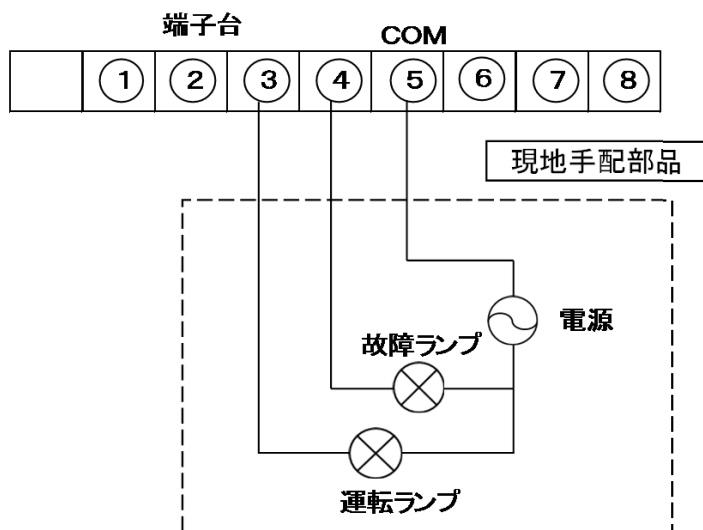 端子台
COM
① ② ③ ④ ⑤ ⑥ ⑦ ⑧
現地手配部品
電源
故障ランプ
運転ランプ